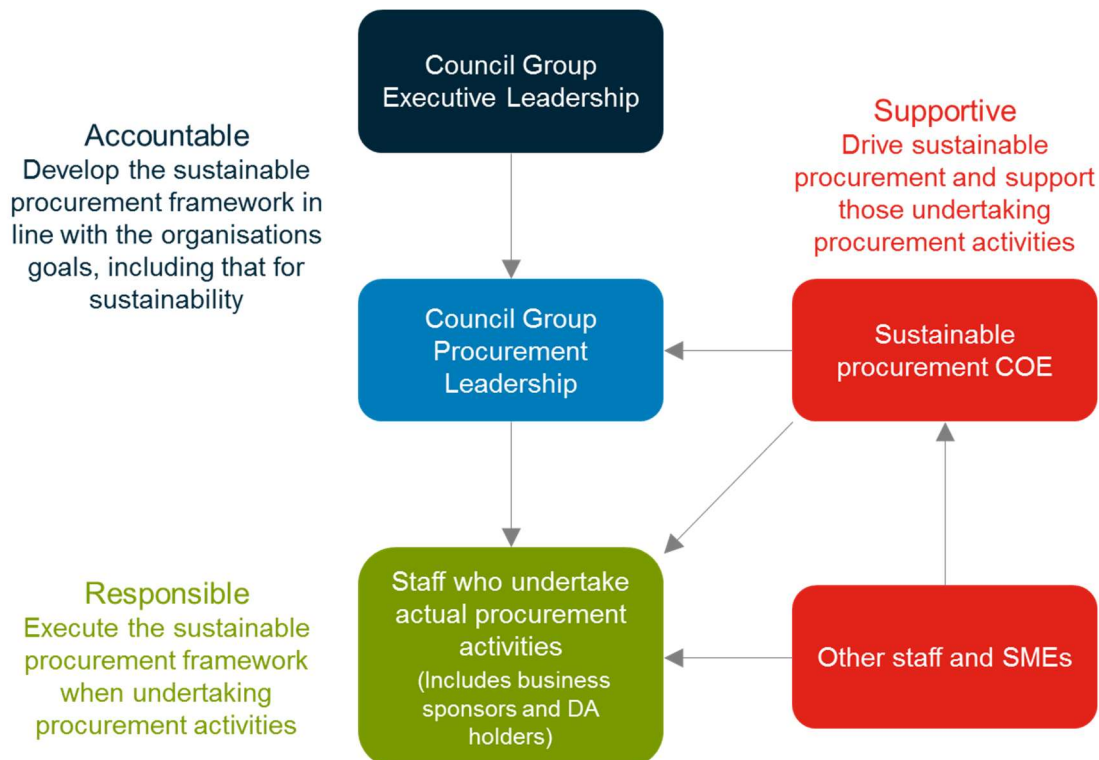 Council Group
Executive Leadership
Accountable
Develop the sustainable
procurement framework in
line with the organisations
goals, including that for
sustainability
Supportive
Drive sustainable
procurement and support
those undertaking
procurement activities
Council Group
Procurement
Leadership
Sustainable
procurement COE
Responsible
Execute the sustainable
procurement framework
when undertaking
procurement activities
Staff who undertake
actual procurement
activities
(Includes business
sponsors and DA
holders)
Other staff and SMEs